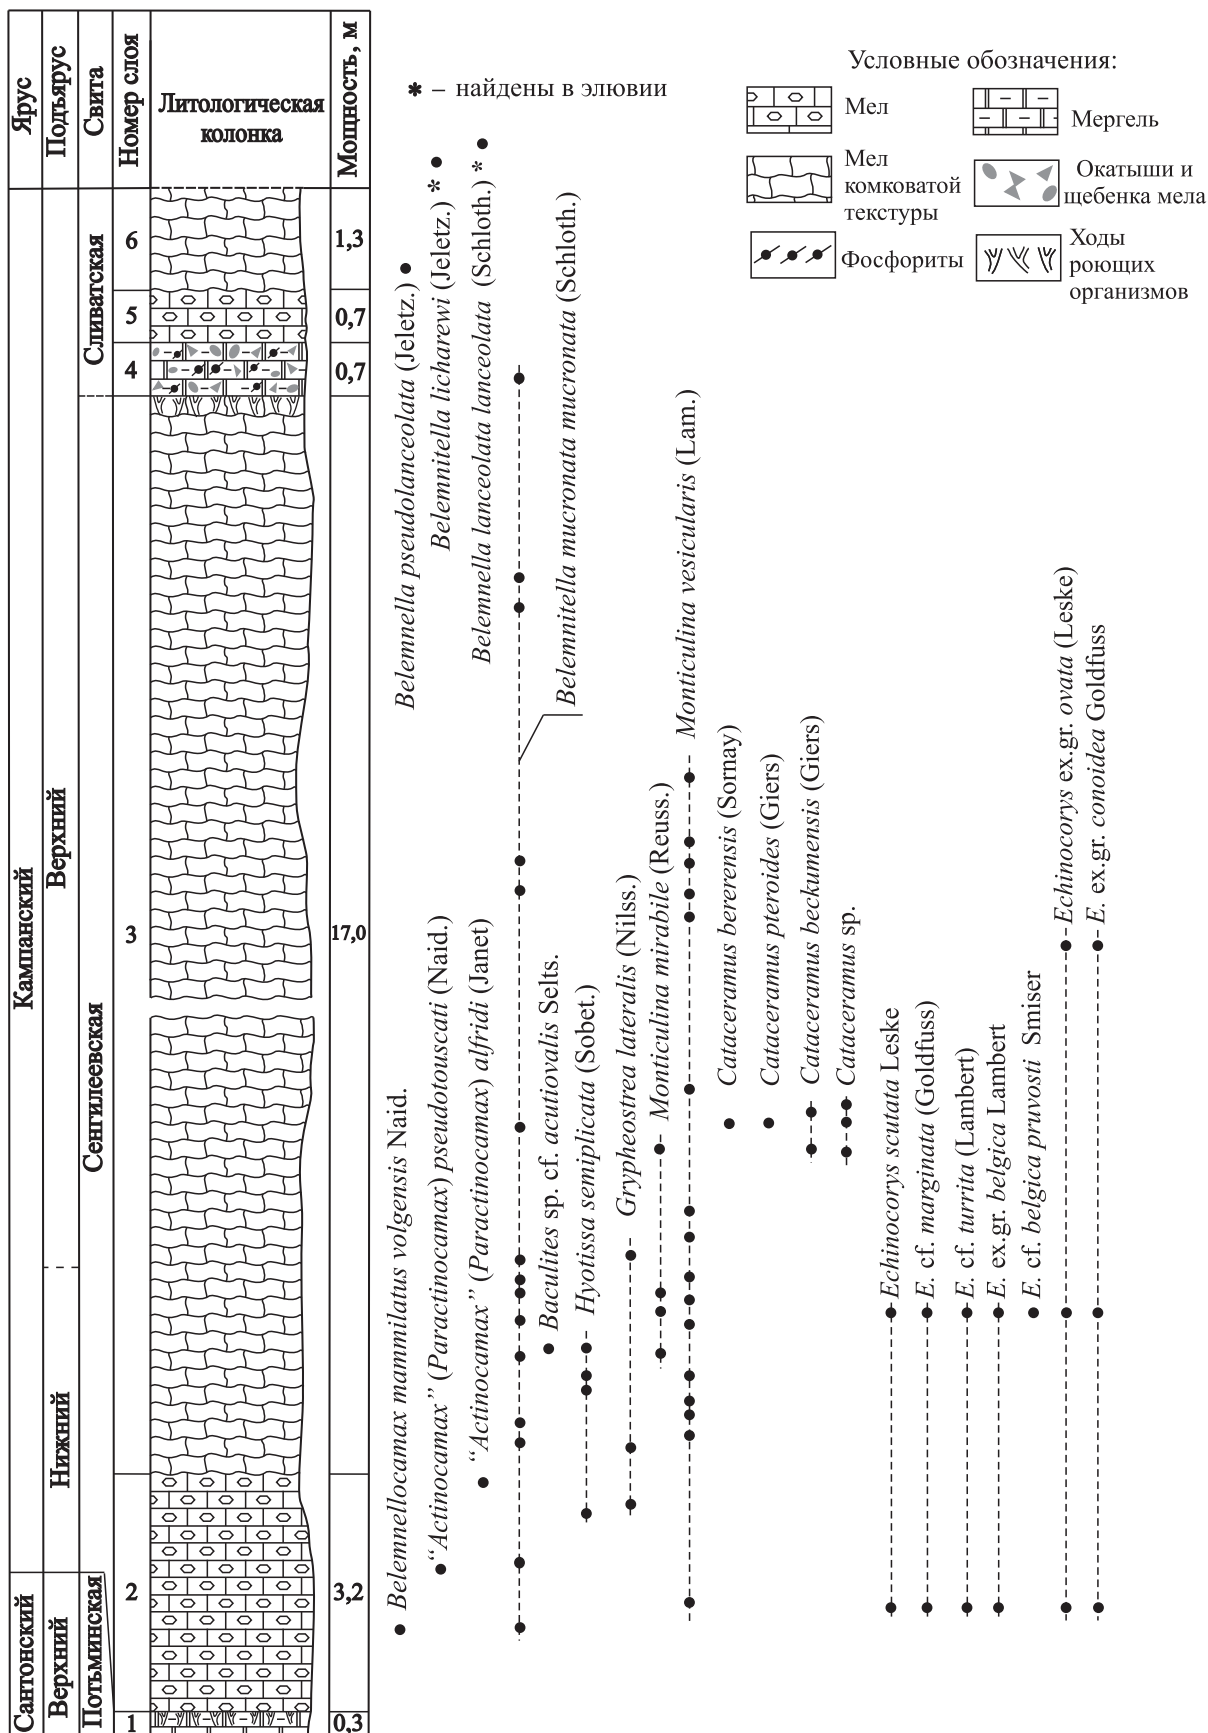 Ярус
Подъярус
Свита
Номер слоя
Литологическая
колонка
Мощность, м
Кампанский
Сантонский
Верхний
Нижний
Верхний
Сливатская
Сенгилеевская
Потьминская
6
1,3
5
0,7
4
0,7
3
17,0
2
3,2
1
0,3
* – найдены в элювии
Условные обозначения:
Мел
Мергель
Мел
комковатой
текстуры
Окатыши и
щебенка мела
Фосфориты
Ходы
роющих
организмов
Belemnella pseudolanceolata (Jeletz.)
Belemnitella licharewi (Jeletz.) *
Belemnella lanceolata lanceolata (Schloth.) *
Belemnitella mucronata mucronata (Schloth.)
Belemnellocamax mammilatus volgensis Naid.
“Actinocamax” (Paractinocamax) pseudotouscati (Naid.)
“Actinocamax” (Paractinocamax) alfridi (Janet)
Baculites sp. cf. acutiovalis Selts.
Hyotissa semiplicata (Sobet.)
Grypheostrea lateralis (Nilss.)
Monticulina mirabile (Reuss.)
Monticulina vesicularis (Lam.)
Cataceramus bererensis (Sornay)
Cataceramus pteroides (Giers)
Cataceramus beckumensis (Giers)
Cataceramus sp.
Echinocorys scutata Leske
E. cf. marginata (Goldfuss)
E. cf. turrita (Lambert)
E. ex.gr. belgica Lambert
E. cf. belgica pruvosti Smiser
Echinocorys ex.gr. ovata (Leske)
E. ex.gr. conoidea Goldfuss